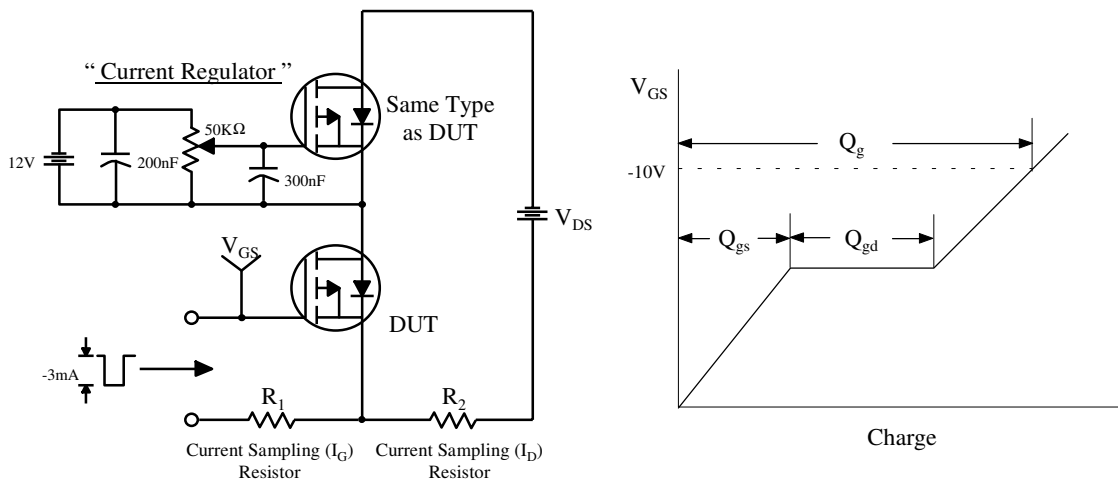 “ Current Regulator ”
Same Type
as DUT
50KΩ
12V
200nF
300nF
V_DS
V_GS
DUT
-3mA
R_1
R_2
Current Sampling (I_G)
Resistor
Current Sampling (I_D)
Resistor
V_GS
Q_g
-10V
Q_gs
Q_gd
Charge